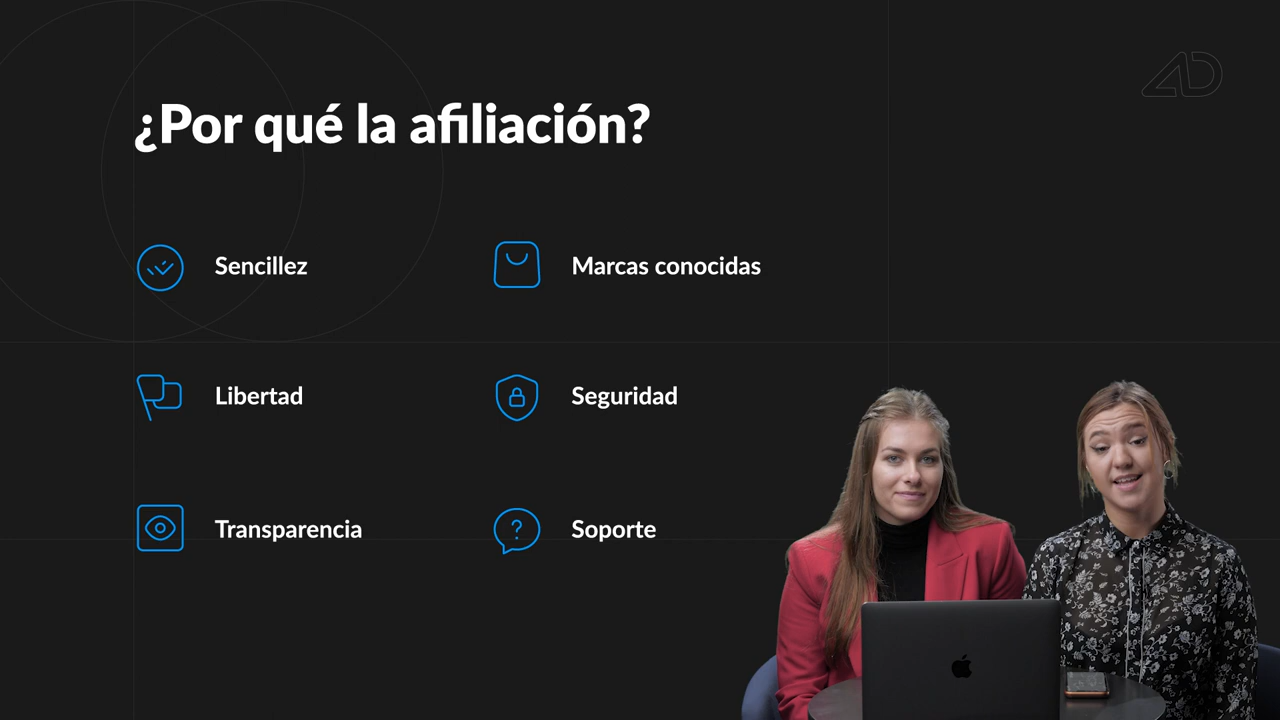 ¿Por qué la afiliación?
Sencillez
Marcas conocidas
Libertad
Seguridad
Transparencia
Soporte